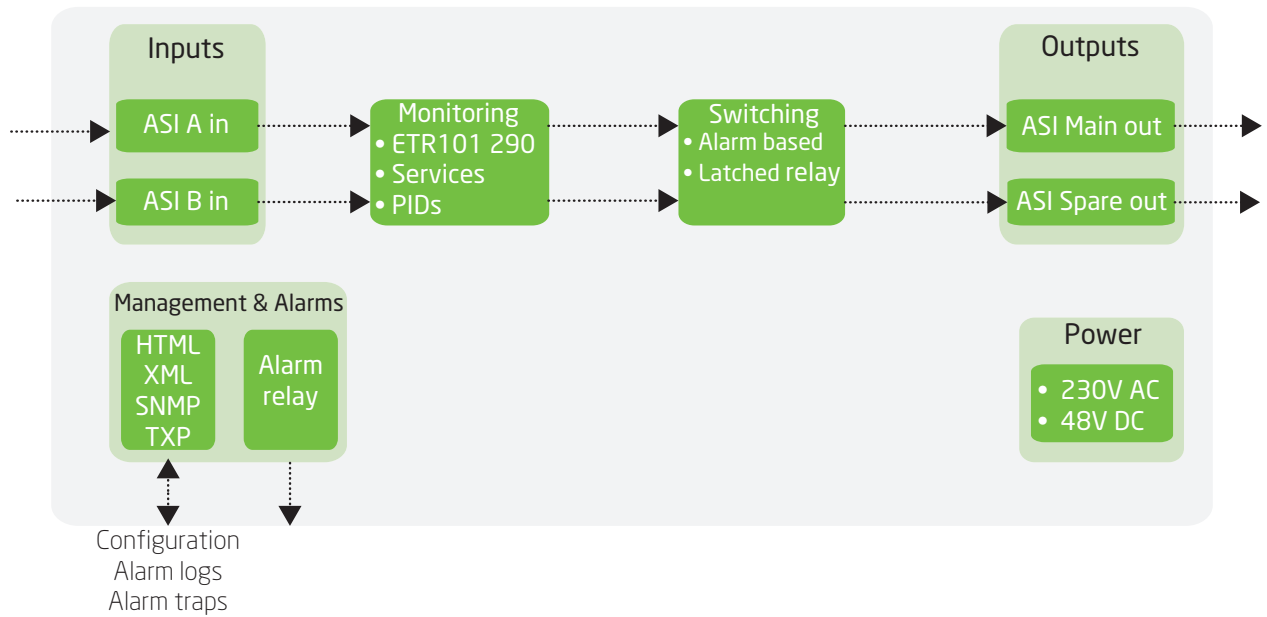 Inputs
ASI A in
ASI B in
Monitoring
• ETR101 290
• Services
• PIDs
Switching
• Alarm based
• Latched relay
Outputs
ASI Main out
ASI Spare out
Management & Alarms
HTML
XML
SNMP
TXP
Alarm
relay
Power
• 230V AC
• 48V DC
Configuration
Alarm logs
Alarm traps